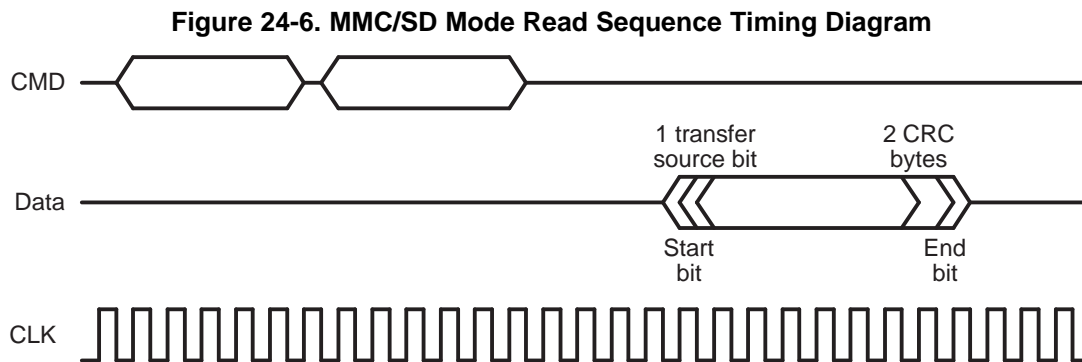 Figure 24-6. MMC/SD Mode Read Sequence Timing Diagram
CMD
1 transfer
source bit
2 CRC
bytes
Data
Start
bit
End
bit
CLK